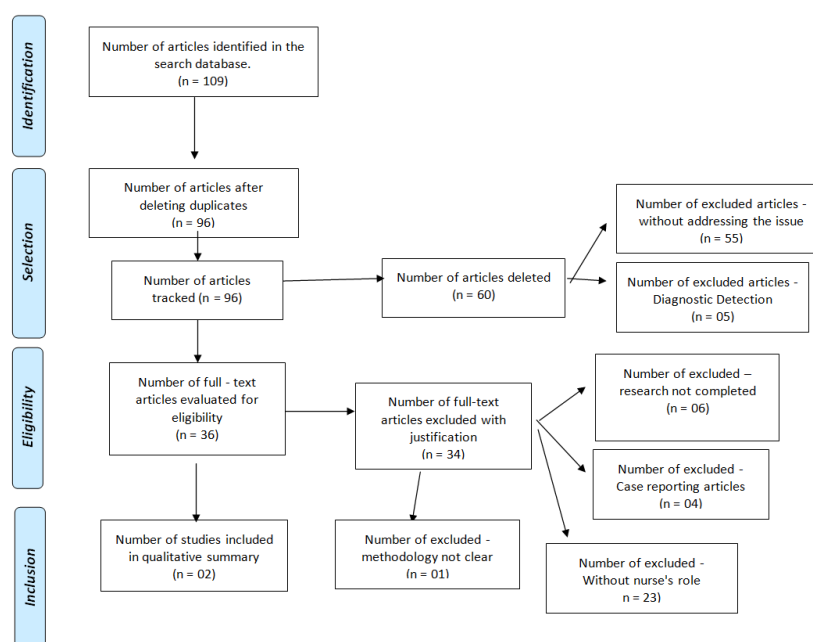 Identification
Number of articles identified in the
search database.
(n = 109)
Selection
Number of articles after
deleting duplicates
(n = 96)
Number of articles
tracked (n = 96)
Number of articles deleted
(n = 60)
Number of excluded articles -
without addressing the issue
(n = 55)
Number of excluded articles -
Diagnostic Detection
(n = 05)
Eligibility
Number of full - text
articles evaluated for
eligibility
(n = 36)
Number of full-text
articles excluded with
justification
(n = 34)
Number of excluded –
research not completed
(n = 06)
Number of excluded -
Case reporting articles
(n = 04)
Inclusion
Number of studies included
in qualitative summary
(n = 02)
Number of excluded -
methodology not clear
(n = 01)
Number of excluded -
Without nurse's role
n = 23)